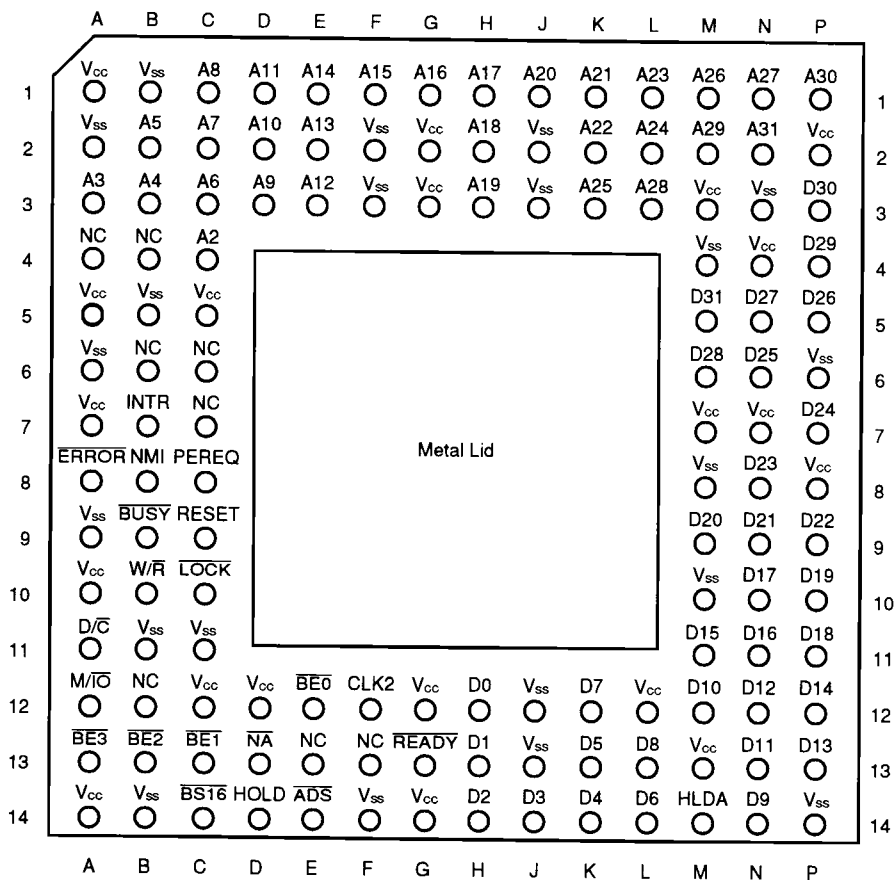 A B C D E F G H J K L M N P
Vcc Vss A8 A11 A14 A15 A16 A17 A20 A21 A23 A26 A27 A30
1 1
Vss A5 A7 A10 A13 Vss Vcc A18 Vss A22 A24 A29 A31 Vcc
2 2
A3 A4 A6 A9 A12 Vss Vcc A19 Vss A25 A28 Vcc Vss D30
3 3
NC NC A2 Vss Vcc D29
4 4
Vcc Vss Vcc D31 D27 D26
5 5
Vss NC NC D28 D25 Vss
6 6
Vcc INTR NC Vcc Vcc D24
7 7
Metal Lid
ERROR NMI PEREQ Vss D23 Vcc
8 8
Vss BUSY RESET D20 D21 D22
9 9
Vcc W/R LOCK Vss D17 D19
10 10
D/C Vss Vss D15 D16 D18
11 11
M/IO NC Vcc Vcc BE0 CLK2 Vcc D0 Vss D7 Vcc D10 D12 D14
12 12
BE3 BE2 BE1 NA NC NC READY D1 Vss D5 D8 Vcc D11 D13
13 13
Vcc Vss BS16 HOLD ADS Vss Vcc D2 D3 D4 D6 HLDA D9 Vss
14 14
A B C D E F G H J K L M N P